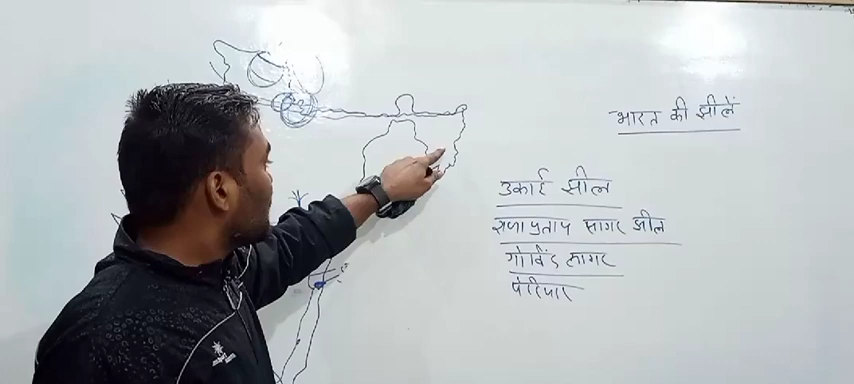 भारत की झीलें
उकाई झील
राणा प्रताप सागर झील
गोविंद सागर
पेरियार